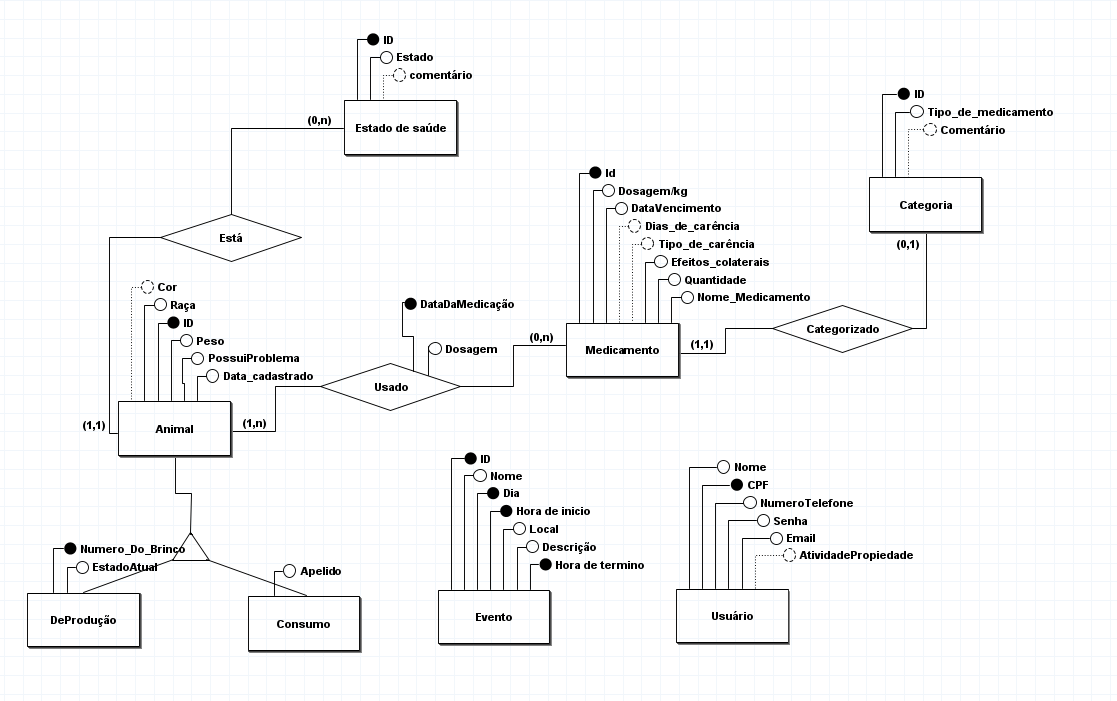 ID
Estado
comentário
Estado de saúde
(0,n)
Está
ID
Tipo_de_medicamento
Comentário
Categoria
(0,1)
Id
Dosagem/kg
DataVencimento
Dias_de_carência
Tipo_de_carência
Efeitos_colaterais
Quantidade
Nome_Medicamento
Medicamento
(0,n)
(1,1)
Categorizado
Cor
Raça
ID
Peso
PossuiProblema
Data_cadastrado
Animal
(1,1)
(1,n)
DataDaMedicação
Dosagem
Usado
Numero_Do_Brinco
EstadoAtual
DeProdução
Apelido
Consumo
ID
Nome
Dia
Hora de inicio
Local
Descrição
Hora de termino
Evento
Nome
CPF
NumeroTelefone
Senha
Email
AtividadePropiedade
Usuário